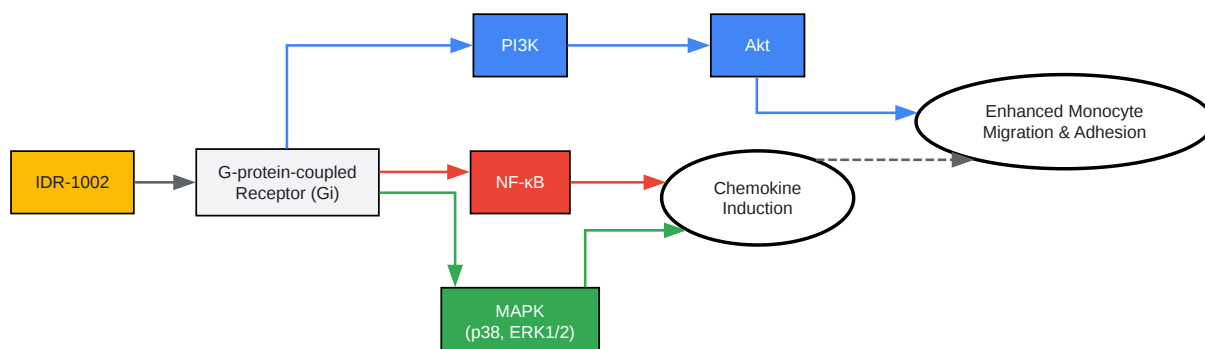 PI3K
Akt
Enhanced Monocyte
Migration & Adhesion
IDR-1002
G-protein-coupled
Receptor (Gi)
NF-κB
Chemokine
Induction
MAPK
(p38, ERK1/2)